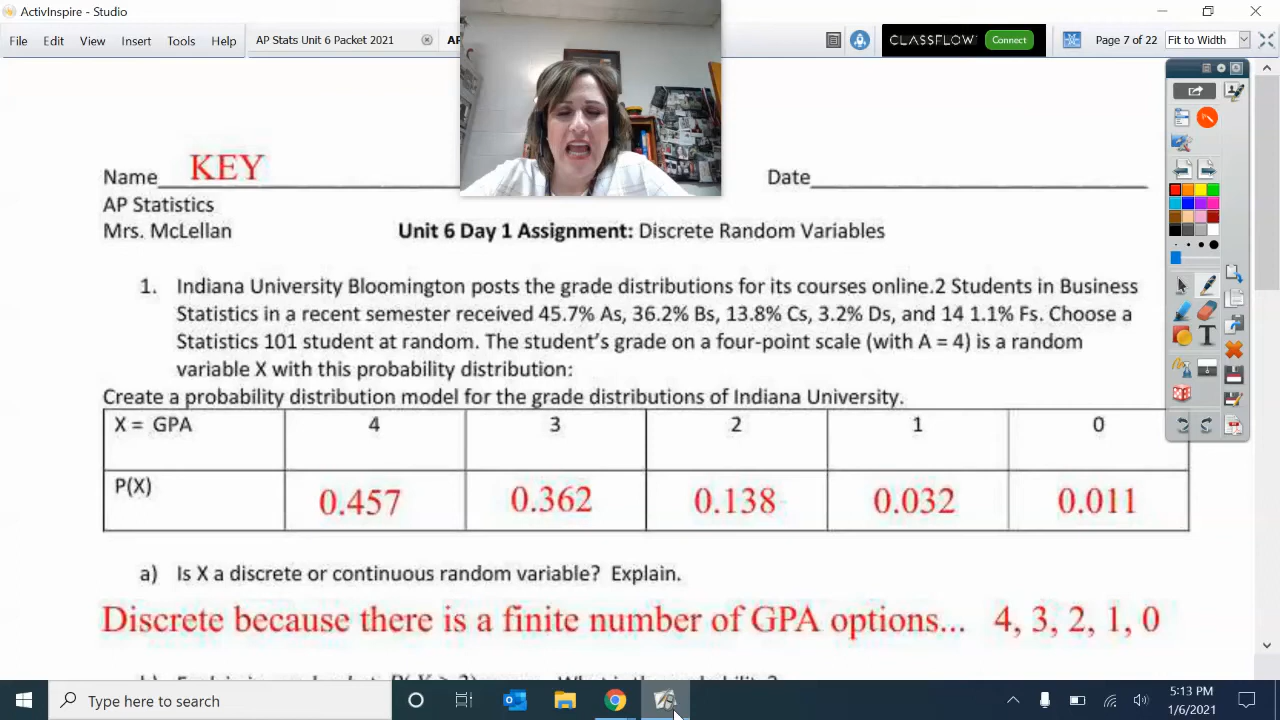 ActivInspire - Studio
File Edit View Insert Tools Help AP Stats Unit 6 Packet 2021 AP CLASSFLOW Connect Page 7 of 22 Fit to Width
Name KEY Date
AP Statistics
Mrs. McLellan Unit 6 Day 1 Assignment: Discrete Random Variables
1. Indiana University Bloomington posts the grade distributions for its courses online.2 Students in Business
Statistics in a recent semester received 45.7% As, 36.2% Bs, 13.8% Cs, 3.2% Ds, and 14 1.1% Fs. Choose a
Statistics 101 student at random. The student's grade on a four-point scale (with A = 4) is a random
variable X with this probability distribution:
Create a probability distribution model for the grade distributions of Indiana University.
X = GPA 4 3 2 1 0
P(X) 0.457 0.362 0.138 0.032 0.011
a) Is X a discrete or continuous random variable? Explain.
Discrete because there is a finite number of GPA options... 4, 3, 2, 1, 0
Type here to search
5:13 PM
1/6/2021